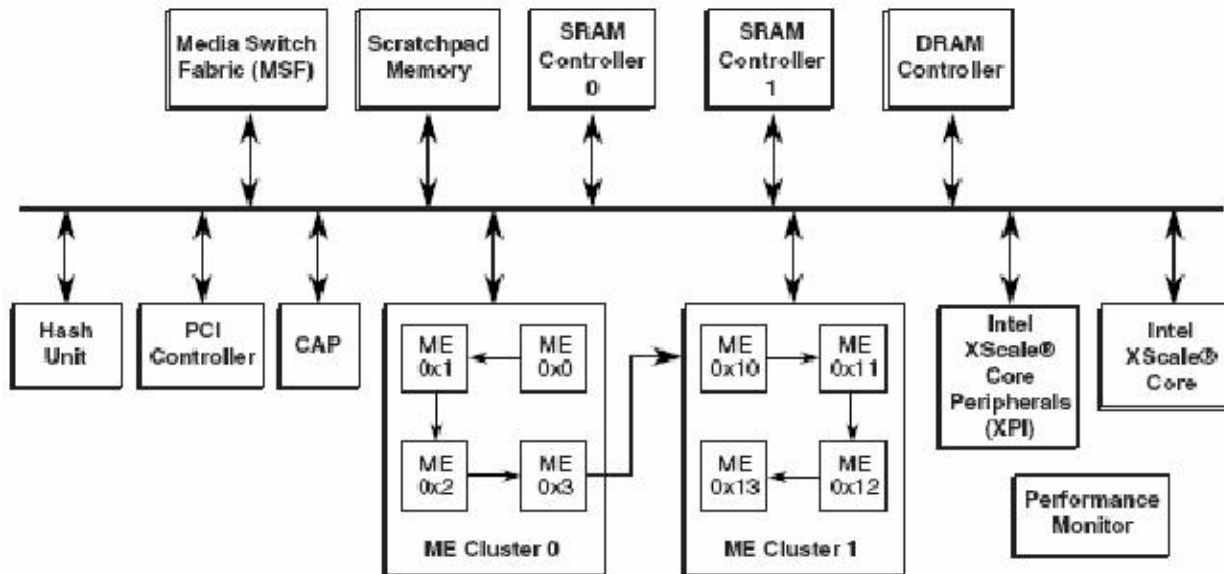 Media Switch
Fabric (MSF)
Scratchpad
Memory
SRAM
Controller
0
SRAM
Controller
1
DRAM
Controller
Hash
Unit
PCI
Controller
CAP
ME
0x1
ME
0x0
ME
0x2
ME
0x3
ME Cluster 0
ME
0x10
ME
0x11
ME
0x13
ME
0x12
ME Cluster 1
Intel
XScale®
Core
Peripherals
(XPI)
Intel
XScale®
Core
Performance
Monitor